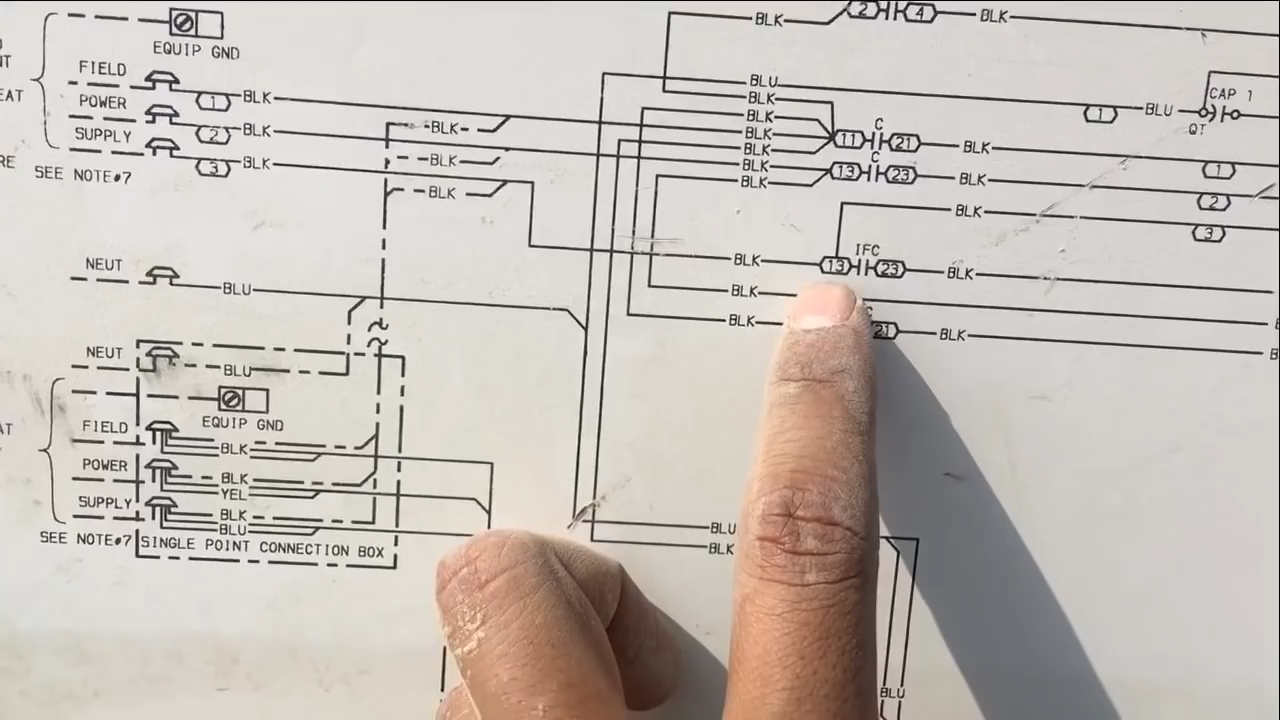 2 4 BLK
BLK
EQUIP GND
FIELD
BLU
CAP 1
EAT
POWER
1 BLK
BLK
1 BLU
BLK
C
QT
SUPPLY
2 BLK
BLK
BLK
11 21 BLK
BLK
C
RE SEE NOTE#7
3 BLK
BLK
BLK
13 23 BLK
1
BLK
BLK
2
BLK
3
NEUT
BLK
13 IFC 23 BLK
BLU
BLK
BLK
C
21 BLK
NEUT
BLU
EQUIP GND
FIELD
BLK
POWER
BLK
YEL
SUPPLY
BLK
BLU
BLU
SEE NOTE#7
SINGLE POINT CONNECTION BOX
BLK
BLU